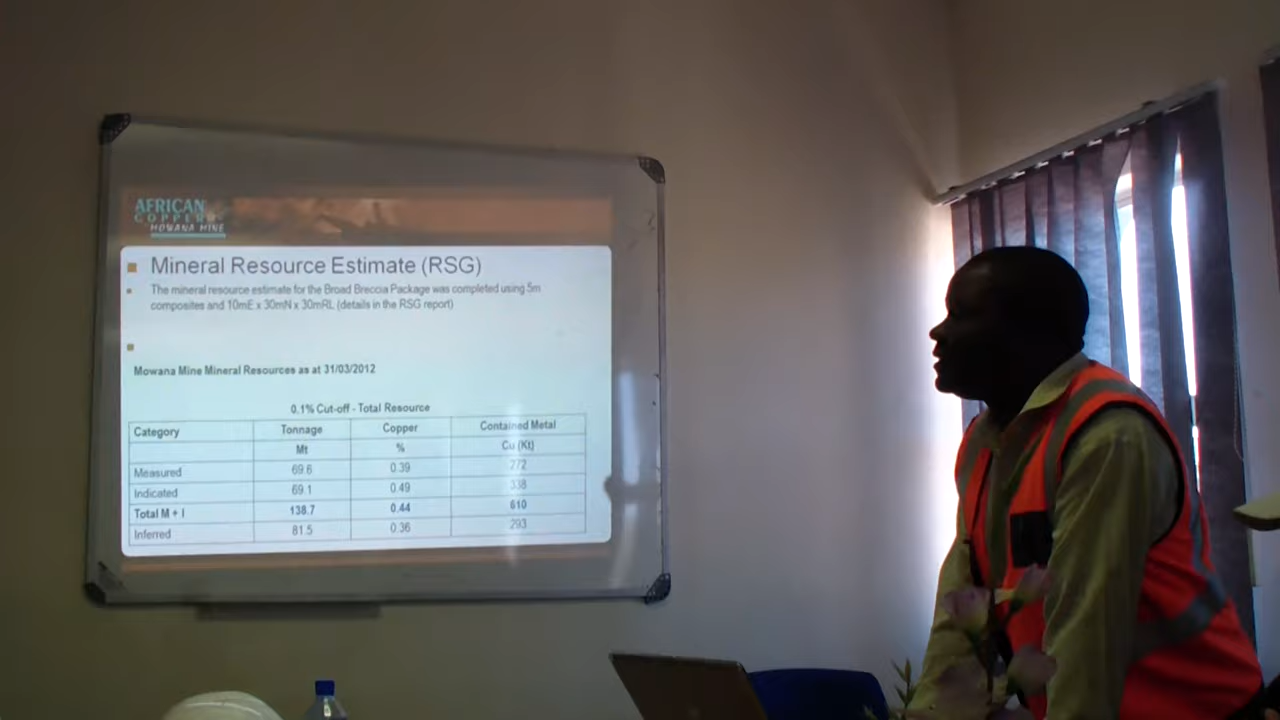 AFRICAN
COPPER
MOWANA MINE
Mineral Resource Estimate (RSG)
The mineral resource estimate for the Broad Breccia Package was completed using 5m
composites and 10mE x 30mN x 30mRL (details in the RSG report)
Mowana Mine Mineral Resources as at 31/03/2012
0.1% Cut-off - Total Resource
Category Tonnage Copper Contained Metal
Mt % Cu (Kt)
Measured 69.6 0.39 272
Indicated 69.1 0.49 338
Total M + I 138.7 0.44 610
Inferred 81.5 0.36 293